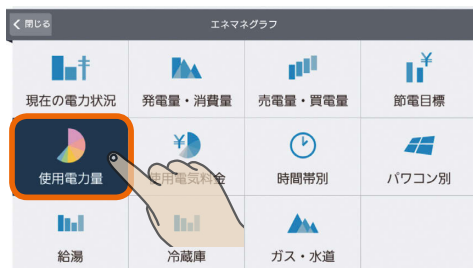 閉じる
エネマネグラフ
現在の電力状況
発電量・消費量
売電量・買電量
節電目標
使用電力量
使用電気料金
時間帯別
パワコン別
給湯
冷蔵庫
ガス・水道